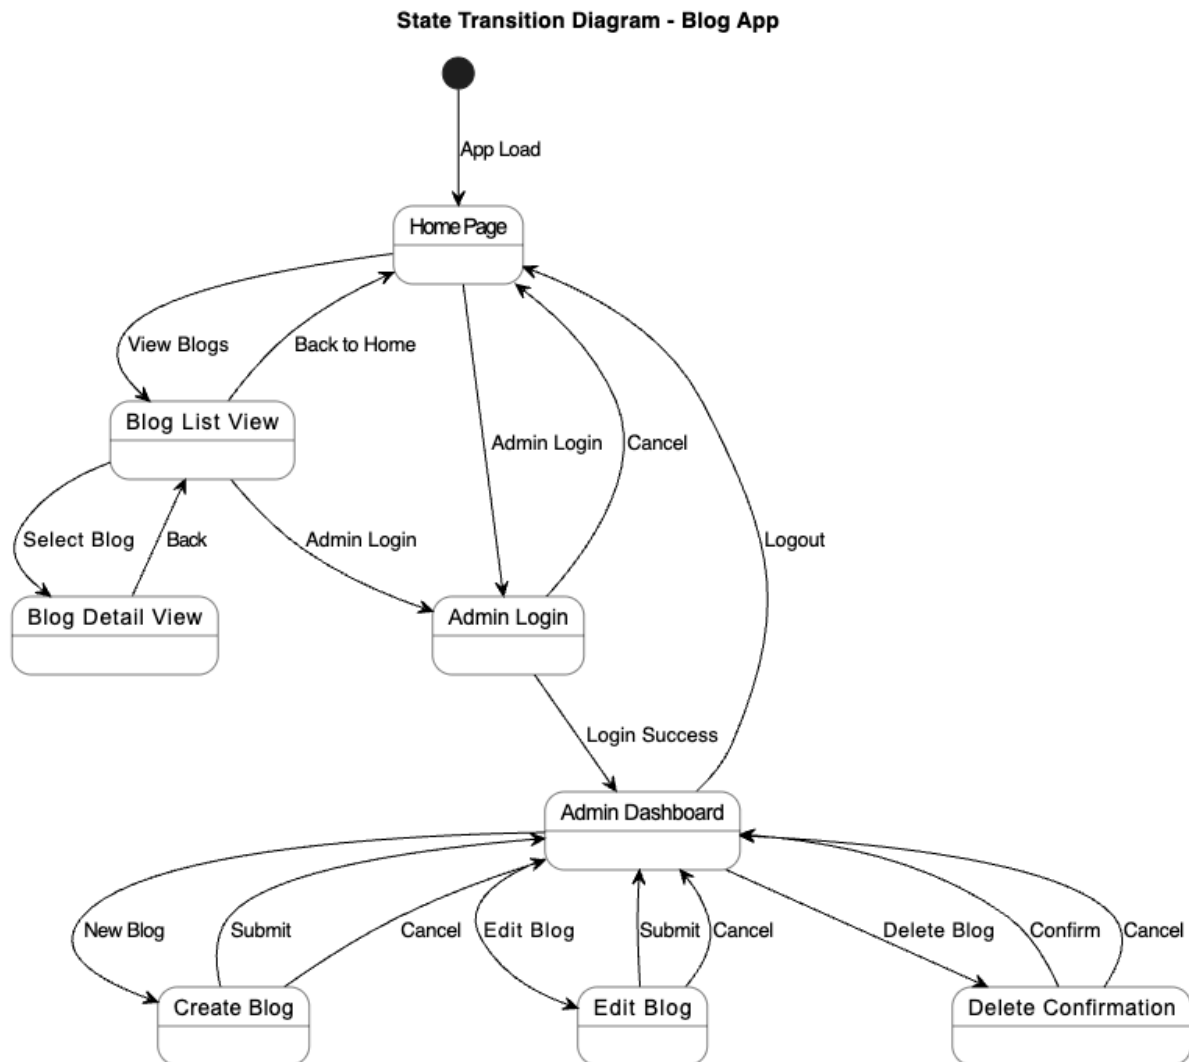 State Transition Diagram - Blog App
App Load
Home Page
View Blogs
Back to Home
Blog List View
Admin Login
Cancel
Select Blog
Back
Admin Login
Logout
Blog Detail View
Admin Login
Login Success
Admin Dashboard
New Blog
Submit
Cancel
Edit Blog
Submit
Cancel
Delete Blog
Confirm
Cancel
Create Blog
Edit Blog
Delete Confirmation